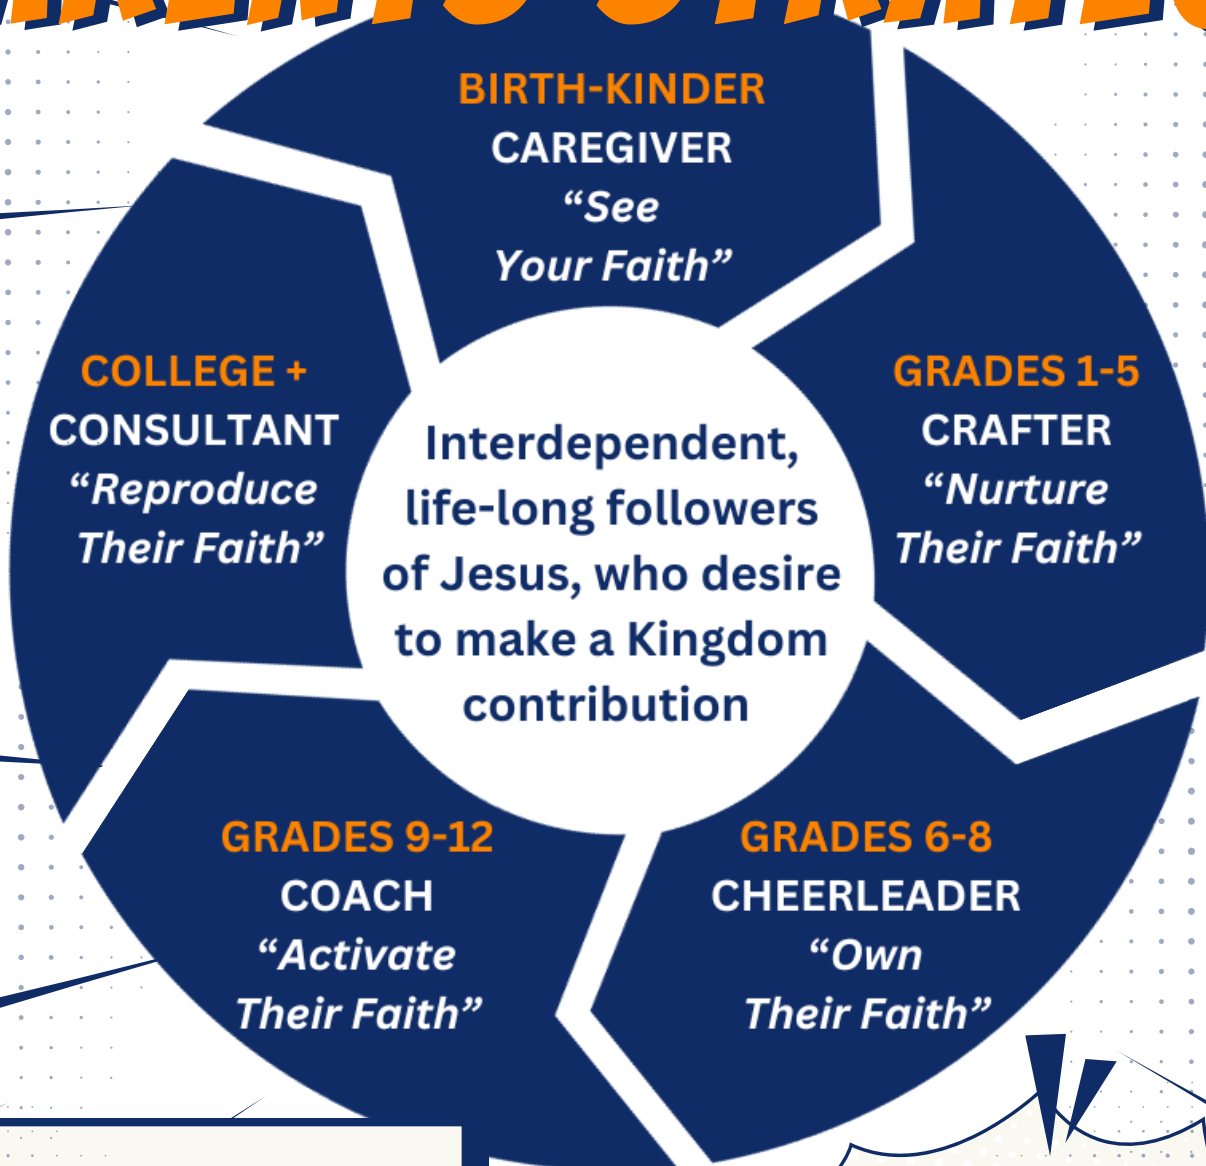 BIRTH-KINDER
CAREGIVER
“See
Your Faith”
GRADES 1-5
CRAFTER
“Nurture
Their Faith”
GRADES 6-8
CHEERLEADER
“Own
Their Faith”
GRADES 9-12
COACH
“Activate
Their Faith”
COLLEGE +
CONSULTANT
“Reproduce
Their Faith”
Interdependent,
life-long followers
of Jesus, who desire
to make a Kingdom
contribution